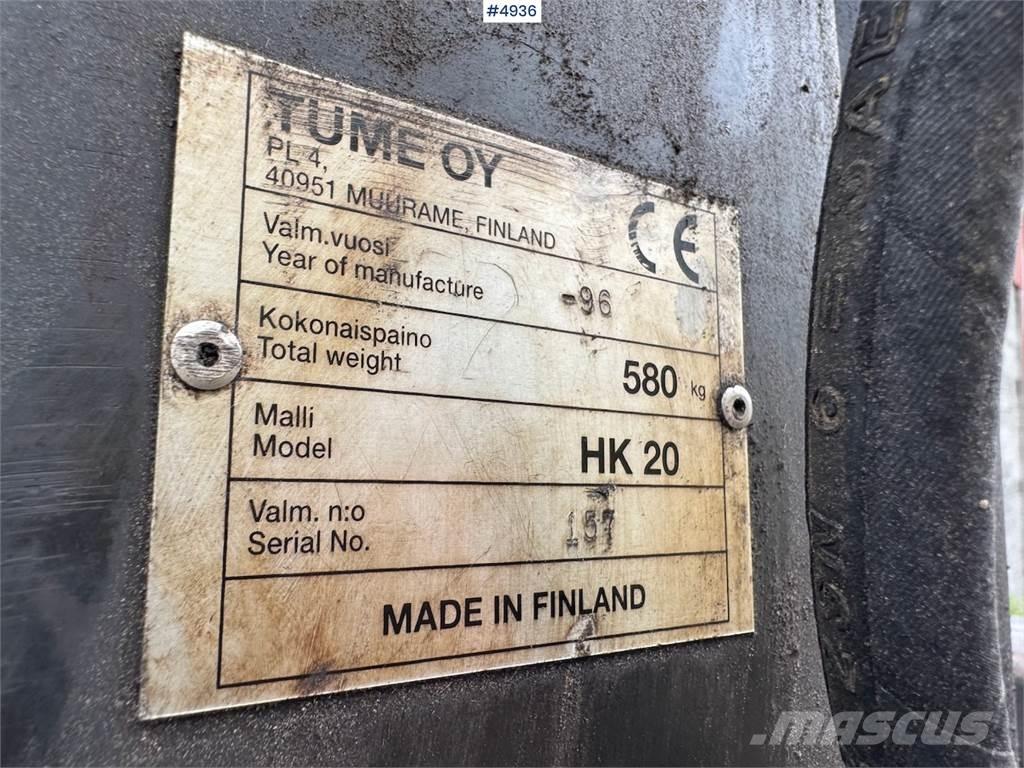 #4936
TUME OY
PL 4,
40951 MUURAME, FINLAND
CE
Valm.vuosi
Year of manufacture
-96
Kokonaispaino
Total weight
580 kg
Malli
Model
HK 20
Valm. n:o
Serial No.
157
MADE IN FINLAND
mascus